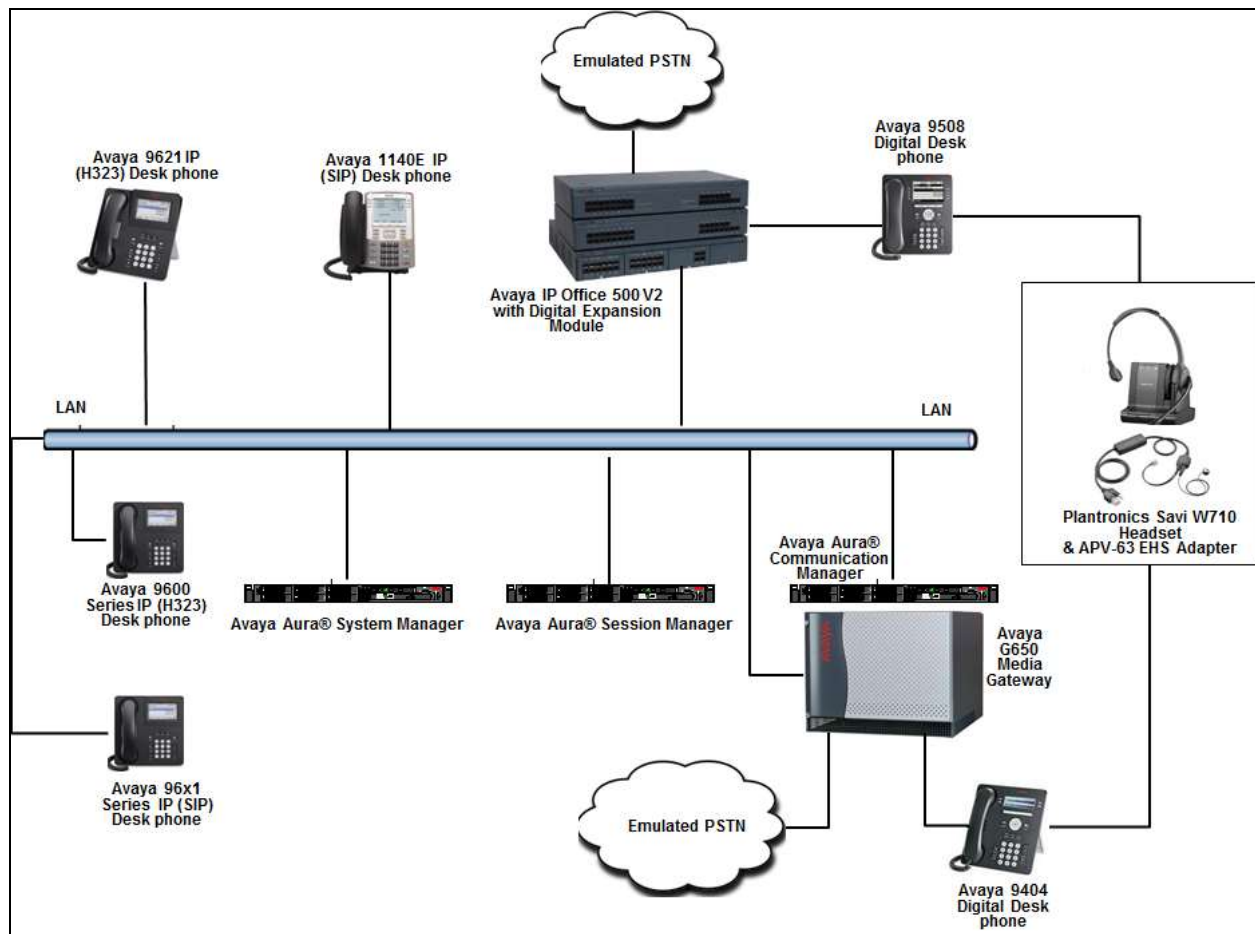 Emulated PSTN
Avaya 9508
Digital Desk
phone
Avaya 9621 IP
(H323) Desk phone
Avaya 1140E IP
(SIP) Desk phone
Avaya IP Office 500 V2
with Digital Expansion
Module
LAN
LAN
Plantronics Savi W710
Headset
& APV-63 EHS Adapter
Avaya Aura®
Communication
Manager
Avaya 9600
Series IP (H323)
Desk phone
Avaya Aura® System Manager
Avaya Aura® Session Manager
AVAYA
Avaya
G650
Media
Gateway
Avaya 96x1
Series IP (SIP)
Desk phone
Emulated PSTN
Avaya 9404
Digital Desk
phone